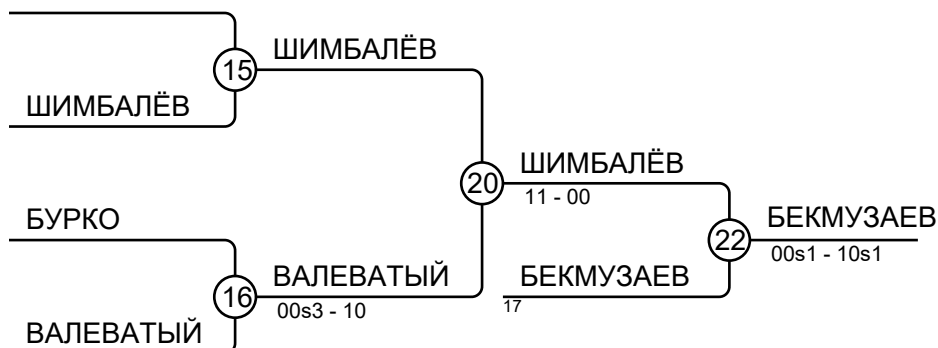 ШИМБАЛЁВ
15
ШИМБАЛЁВ
ШИМБАЛЁВ
20
11 - 00
БУРКО
БЕКМУЗАЕВ
22
00s1 - 10s1
ВАЛЕВАТЫЙ
БЕКМУЗАЕВ
16
00s3 - 10
17
ВАЛЕВАТЫЙ